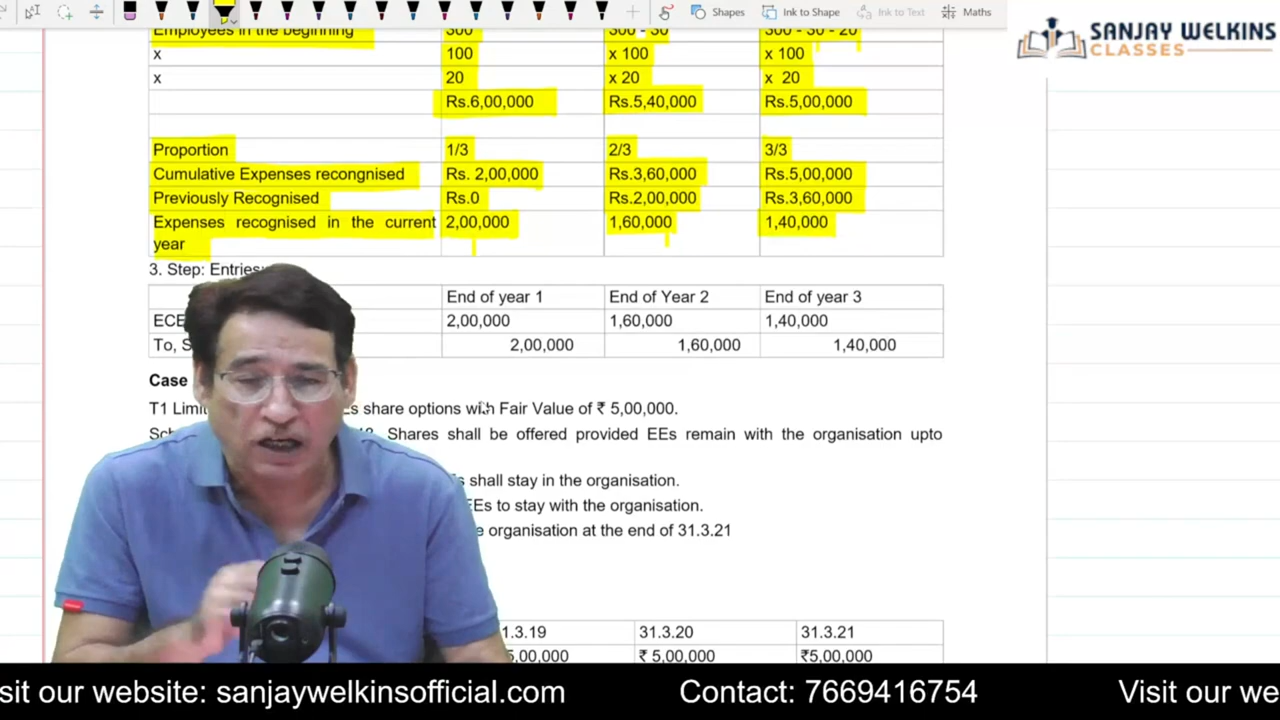 Shapes Ink to Shape Ink to Text Maths
SANJAY WELKINS
CLASSES
Employees in the beginning 300 300 - 30 300 - 30 - 20
x 100 x 100 x 100
x 20 x 20 x 20
Rs.6,00,000 Rs.5,40,000 Rs.5,00,000
Proportion 1/3 2/3 3/3
Cumulative Expenses recongnised Rs. 2,00,000 Rs.3,60,000 Rs.5,00,000
Previously Recognised Rs.0 Rs.2,00,000 Rs.3,60,000
Expenses recognised in the current 2,00,000 1,60,000 1,40,000
year
3. Step: Entries:
End of year 1 End of Year 2 End of year 3
2,00,000 1,60,000 1,40,000
To, 2,00,000 1,60,000 1,40,000
Case
T1 share options with Fair Value of ₹ 5,00,000.
Shares shall be offered provided EEs remain with the organisation upto
shall stay in the organisation.
EEs to stay with the organisation.
organisation at the end of 31.3.21
1.3.19 31.3.20 31.3.21
5,00,000 ₹ 5,00,000 ₹5,00,000
sit our website: sanjaywelkinsofficial.com Contact: 7669416754 Visit our we